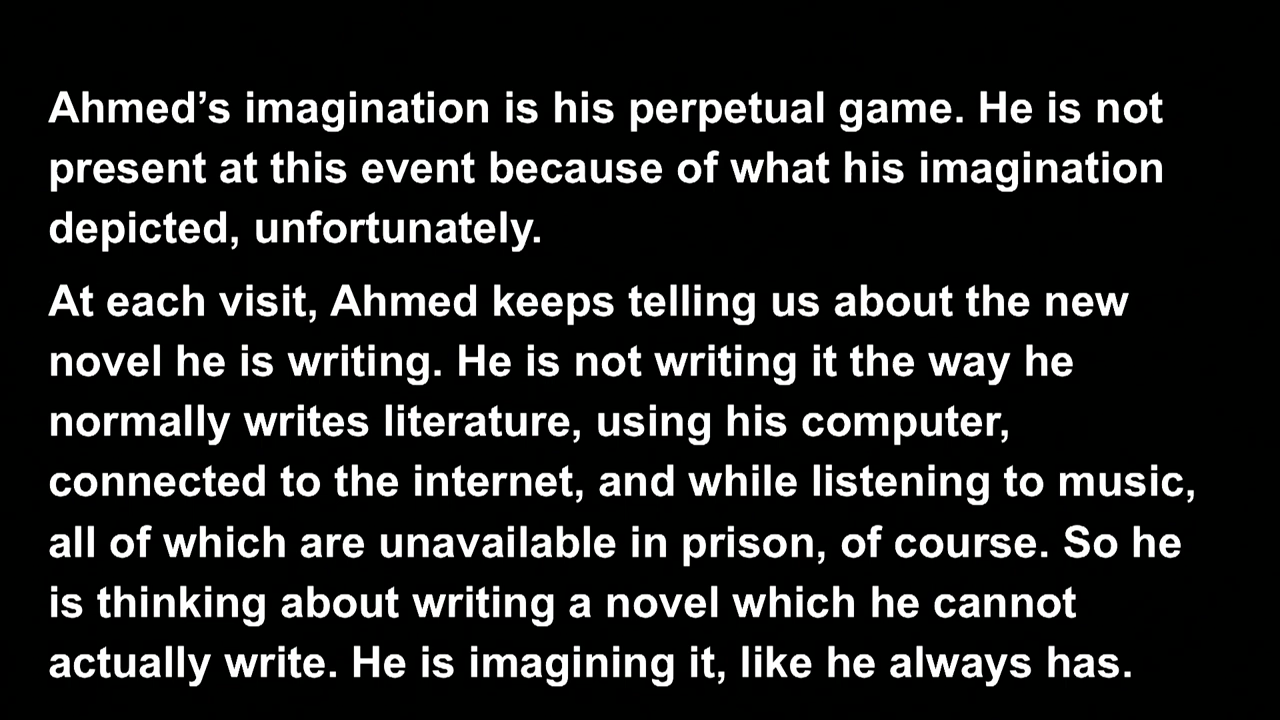 Ahmed’s imagination is his perpetual game. He is not
present at this event because of what his imagination
depicted, unfortunately.
At each visit, Ahmed keeps telling us about the new
novel he is writing. He is not writing it the way he
normally writes literature, using his computer,
connected to the internet, and while listening to music,
all of which are unavailable in prison, of course. So he
is thinking about writing a novel which he cannot
actually write. He is imagining it, like he always has.